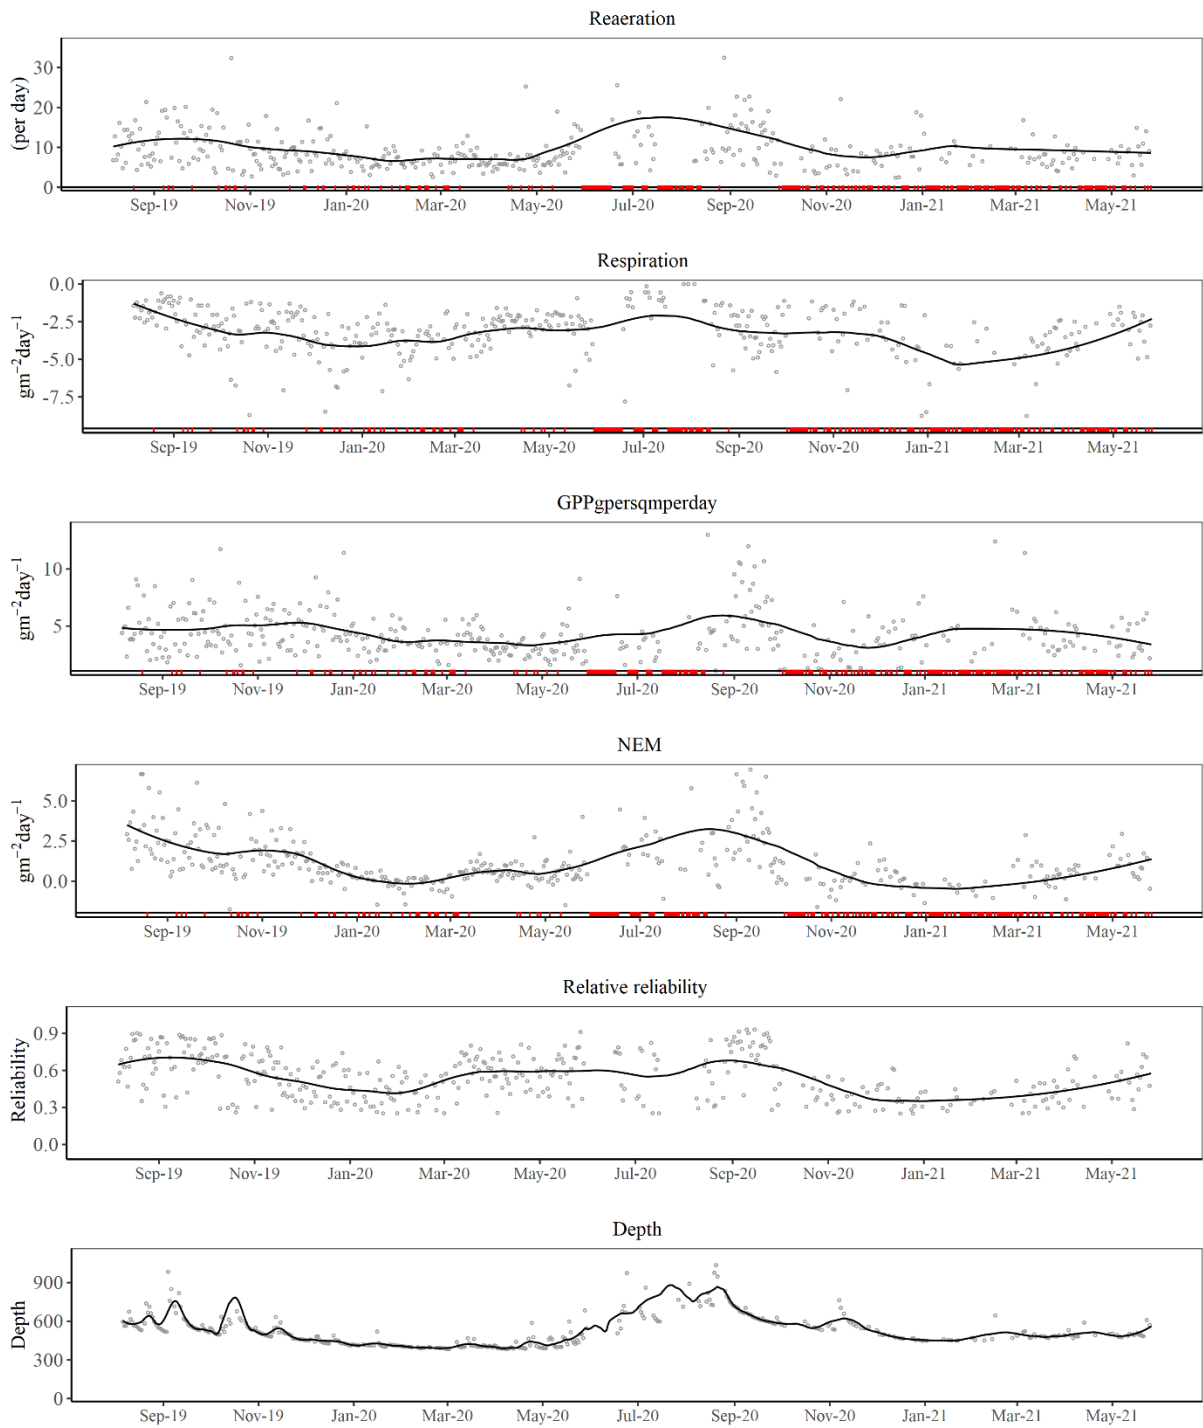 Reaeration
(per day)
30
20
10
0
Sep-19 Nov-19 Jan-20 Mar-20 May-20 Jul-20 Sep-20 Nov-20 Jan-21 Mar-21 May-21
Respiration
gm⁻²day⁻¹
0.0
-2.5
-5.0
-7.5
Sep-19 Nov-19 Jan-20 Mar-20 May-20 Jul-20 Sep-20 Nov-20 Jan-21 Mar-21 May-21
GPPgpersqmperday
gm⁻²day⁻¹
10
5
Sep-19 Nov-19 Jan-20 Mar-20 May-20 Jul-20 Sep-20 Nov-20 Jan-21 Mar-21 May-21
NEM
gm⁻²day⁻¹
5.0
2.5
0.0
Sep-19 Nov-19 Jan-20 Mar-20 May-20 Jul-20 Sep-20 Nov-20 Jan-21 Mar-21 May-21
Relative reliability
Reliability
0.9
0.6
0.3
0.0
Sep-19 Nov-19 Jan-20 Mar-20 May-20 Jul-20 Sep-20 Nov-20 Jan-21 Mar-21 May-21
Depth
Depth
900
600
300
0
Sep-19 Nov-19 Jan-20 Mar-20 May-20 Jul-20 Sep-20 Nov-20 Jan-21 Mar-21 May-21